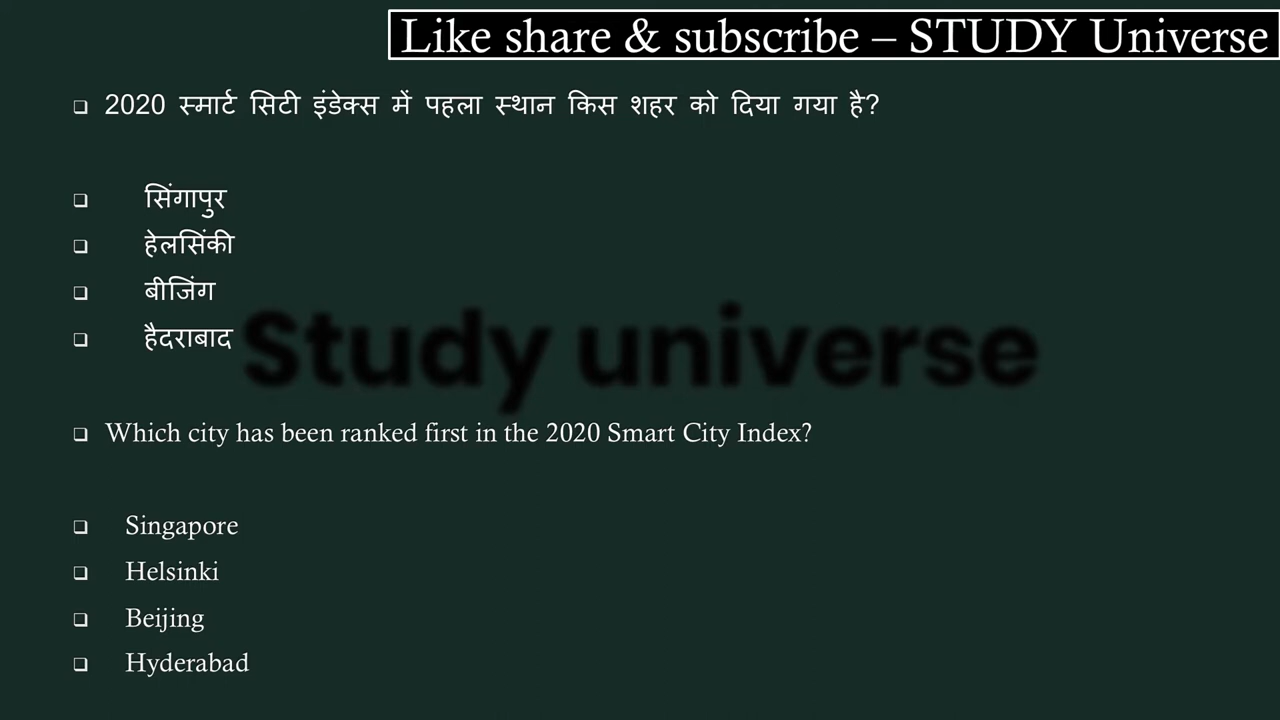 Like share & subscribe – STUDY Universe
2020 स्मार्ट सिटी इंडेक्स में पहला स्थान किस शहर को दिया गया है?
सिंगापुर
हेलसिंकी
बीजिंग
हैदराबाद
Study universe
Which city has been ranked first in the 2020 Smart City Index?
Singapore
Helsinki
Beijing
Hyderabad